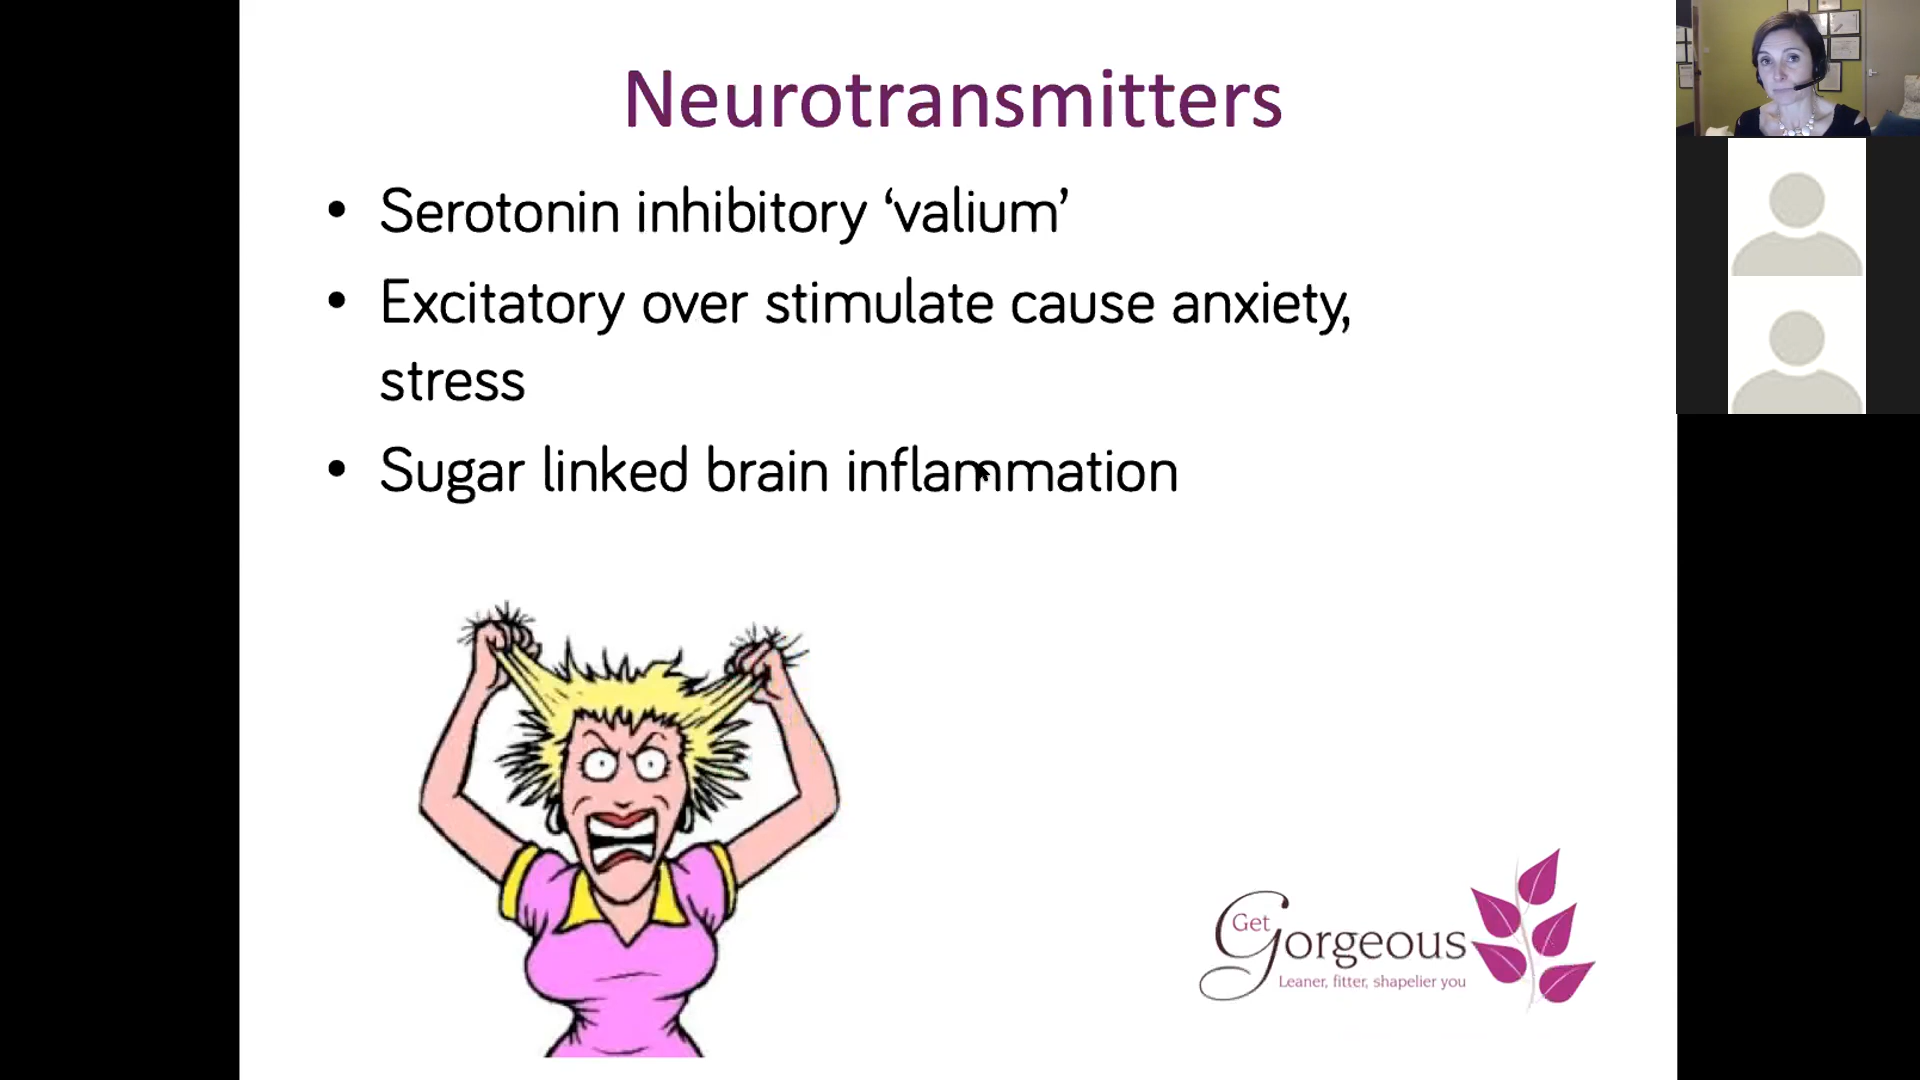 Neurotransmitters
• Serotonin inhibitory ‘valium’
• Excitatory over stimulate cause anxiety,
stress
• Sugar linked brain inflammation
Get
Gorgeous
Leaner, fitter, shapelier you